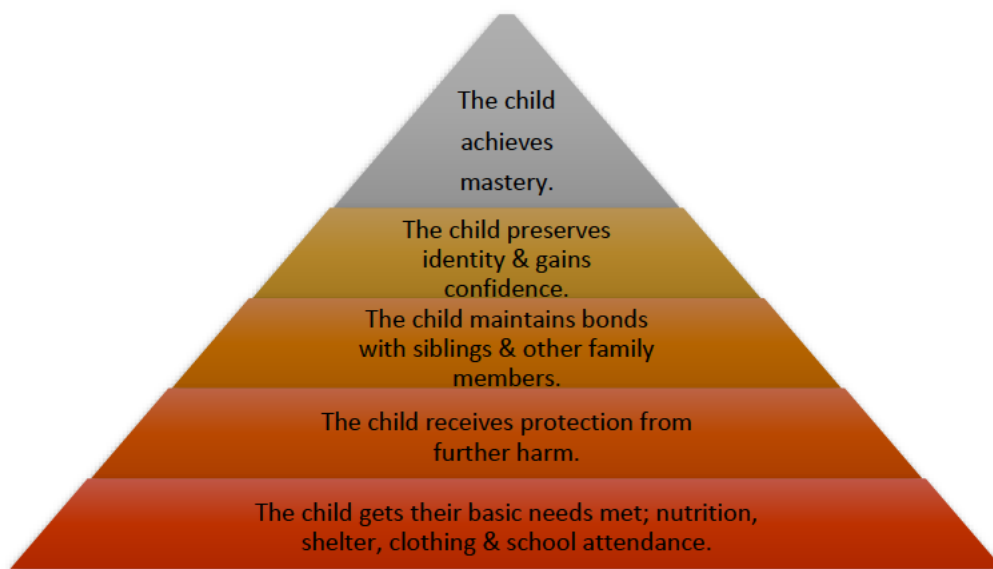 The child
achieves
mastery.
The child preserves
identity & gains
confidence.
The child maintains bonds
with siblings & other family
members.
The child receives protection from
further harm.
The child gets their basic needs met; nutrition,
shelter, clothing & school attendance.